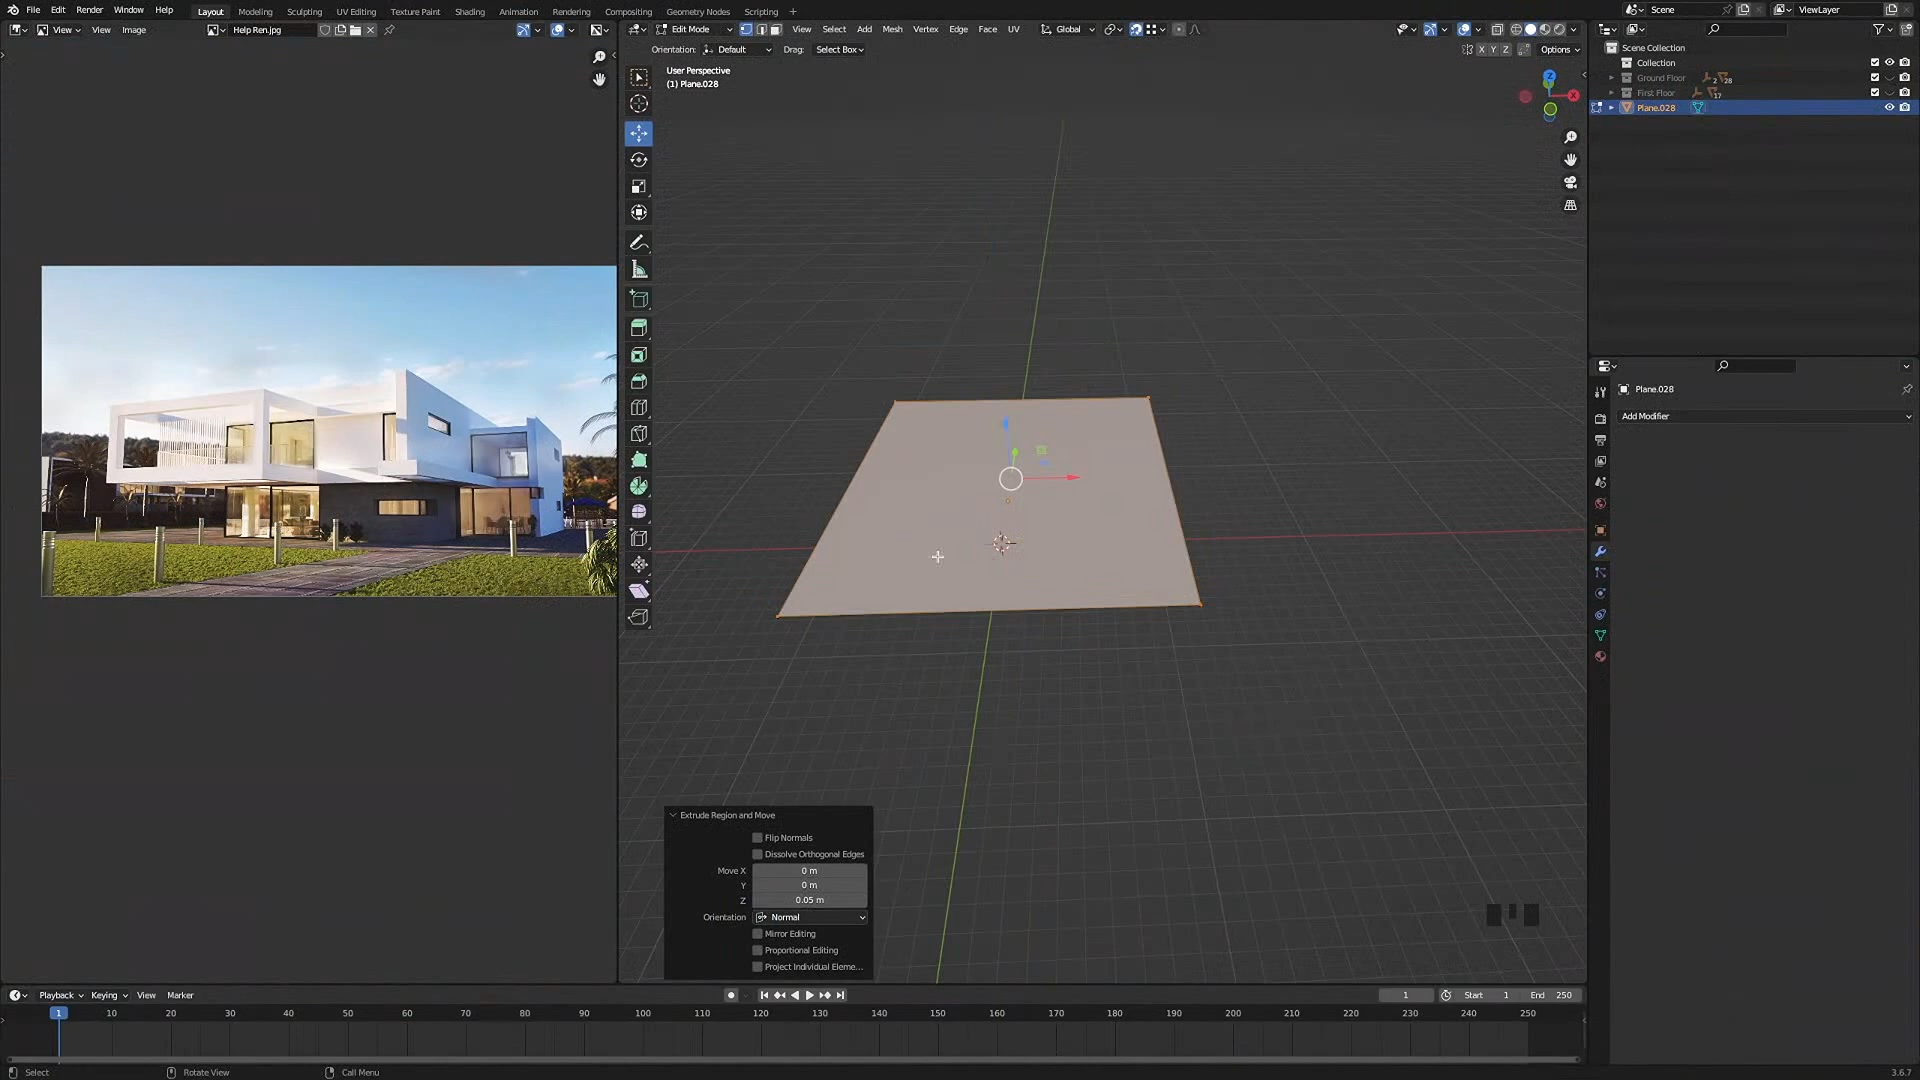 File Edit Render Window Help Layout Modeling Sculpting UV Editing Texture Paint Shading Animation Rendering Compositing Geometry Nodes Scripting + Scene ViewLayer
View View Image Help Ren.jpg Edit Mode View Select Add Mesh Vertex Edge Face UV Global
Orientation: Default Drag: Select Box X Y Z Options
User Perspective
(1) Plane.028
Z
X
Scene Collection
Collection
Ground Floor 2 28
First Floor 17
Plane.028
Plane.028
Add Modifier
Extrude Region and Move
Flip Normals
Dissolve Orthogonal Edges
Move X 0 m
Y 0 m
Z 0.05 m
Orientation Normal
Mirror Editing
Proportional Editing
Project Individual Eleme...
Playback Keying View Marker 1 Start 1 End 250
1 10 20 30 40 50 60 70 80 90 100 110 120 130 140 150 160 170 180 190 200 210 220 230 240 250
Select Rotate View Call Menu 3.6.7